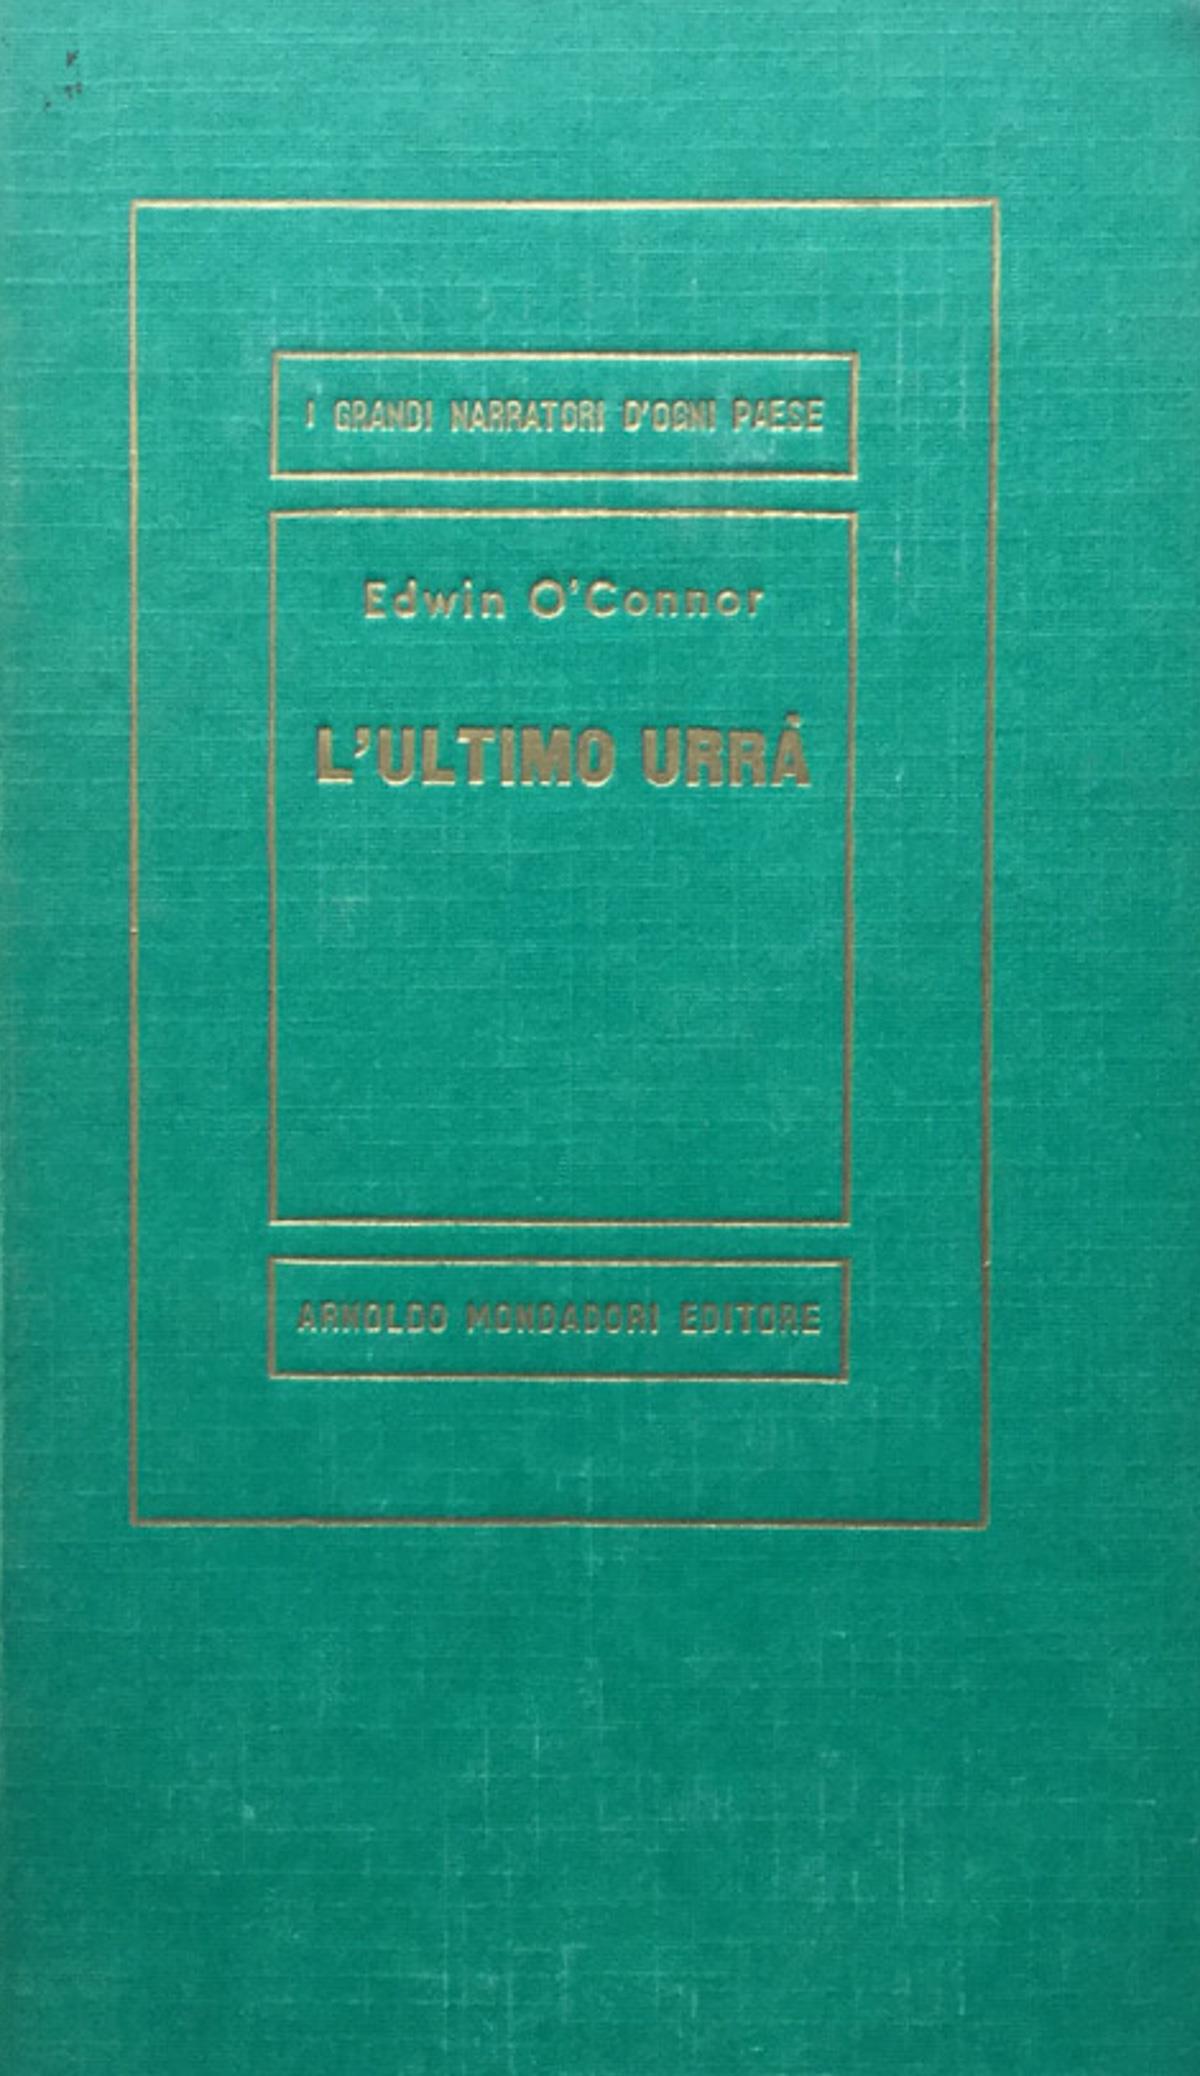 I GRANDI NARRATORI D'OGNI PAESE
Edwin O'Connor
L'ULTIMO URRÀ
ARNOLDO MONDADORI EDITORE